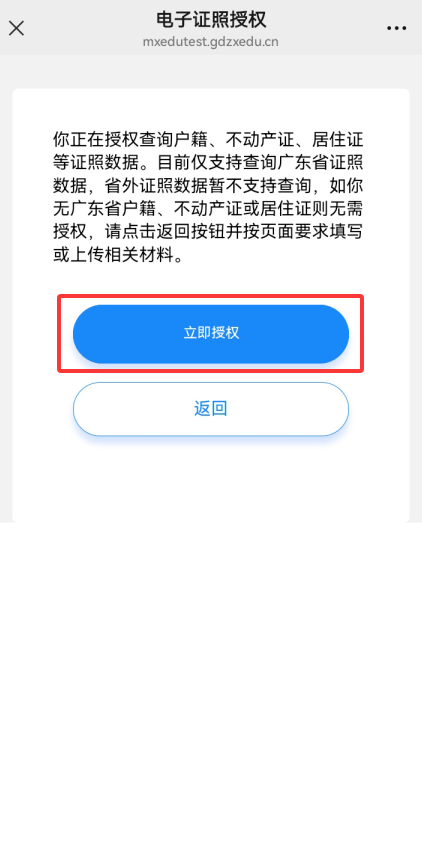 电子证照授权
mxedutest.gdzxedu.cn
你正在授权查询户籍、不动产证、居住证
等证照数据。目前仅支持查询广东省证照
数据，省外证照数据暂不支持查询，如你
无广东省户籍、不动产证或居住证则无需
授权，请点击返回按钮并按页面要求填写
或上传相关材料。
立即授权
返回